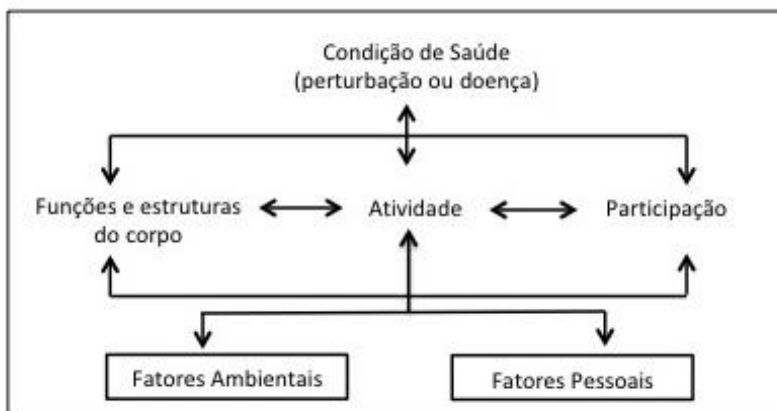 Condição de Saúde
(perturbação ou doença)
Funções e estruturas
do corpo
Atividade
Participação
Fatores Ambientais
Fatores Pessoais